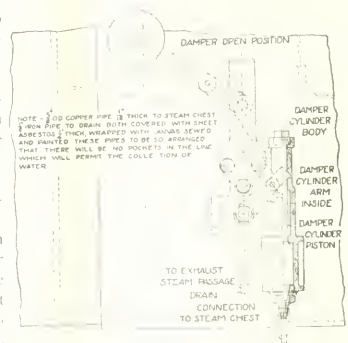 DAMPER OPEN POSITION
NOTE - OD COPPER PIPE THICK TO STEAM CHEST
IRON PIPE TO DRAIN BOTH COVERED WITH SHEET
ASBESTOS THICK, WRAPPED WITH CANVAS SEWED
AND PAINTED THESE PIPES TO BE SO ARRANGED
THAT THERE WILL BE NO POCKETS IN THE LINE
WHICH WILL PERMIT THE COLLE TION OF
WATER
DAMPER
CYLINDER
BODY
DAMPER
CYLINDER
ARM
INSIDE
DAMPER
CYLINDER
PISTON
TO EXHAUST
STEAM PASSAGE
DRAIN
CONNECTION
TO STEAM CHEST